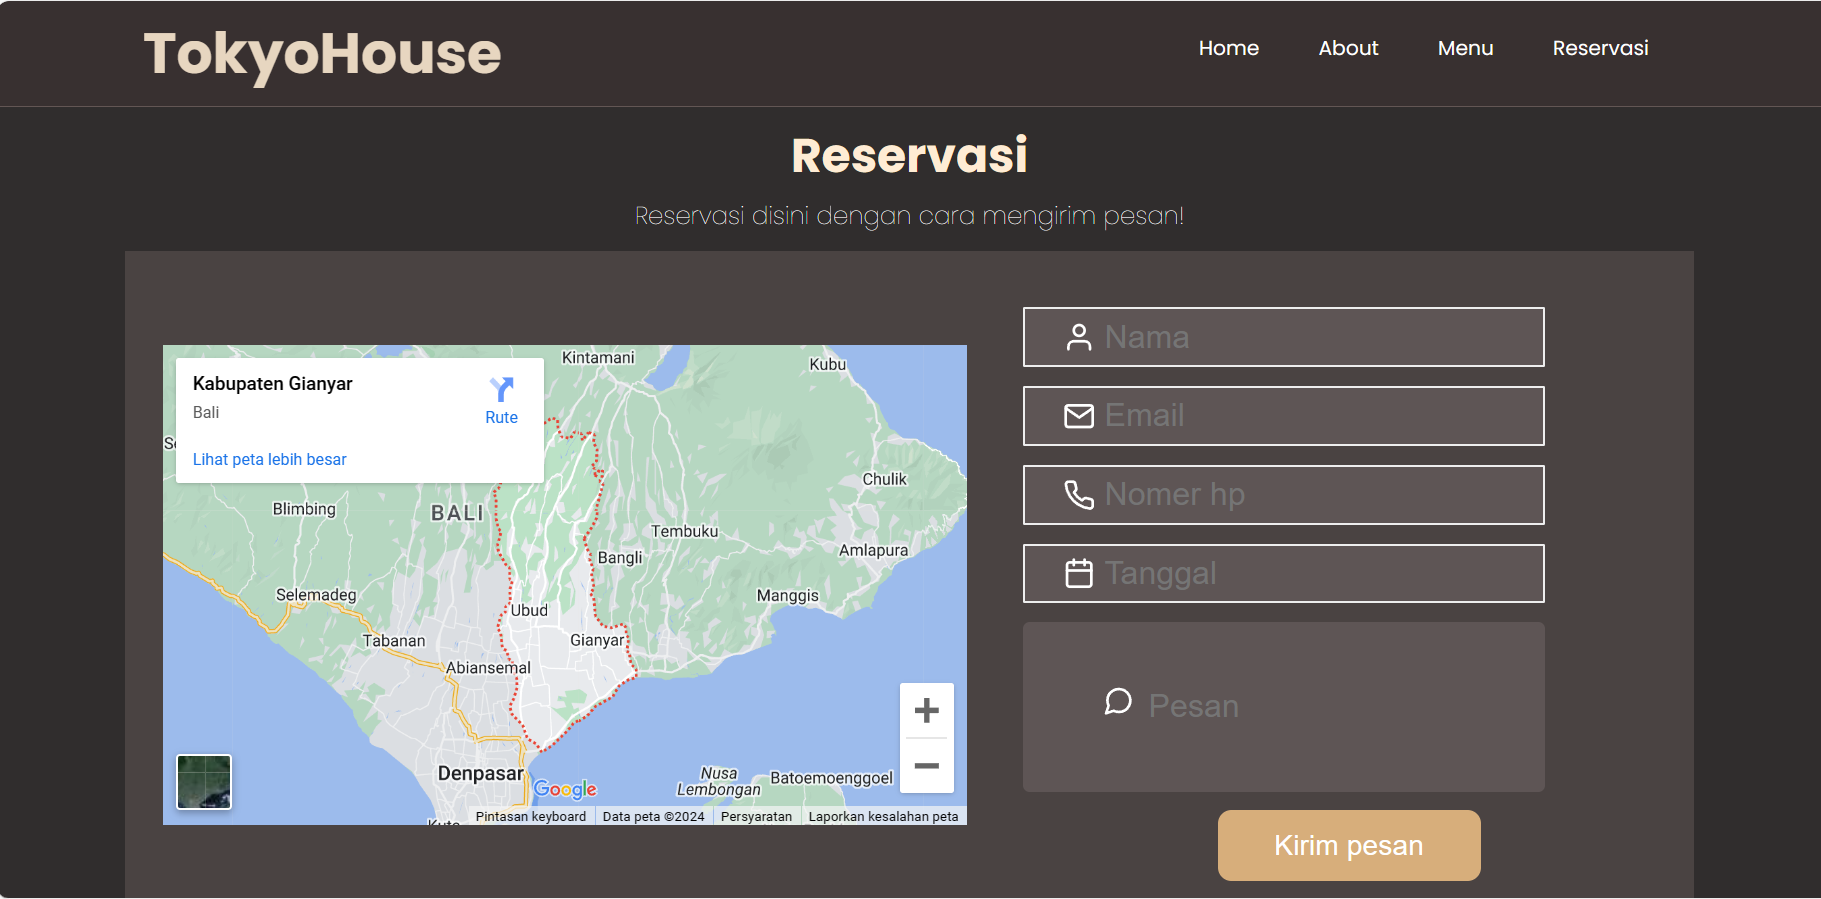 TokyoHouse
Home About Menu Reservasi
Reservasi
Reservasi disini dengan cara mengirim pesan!
Kabupaten Gianyar
Bali
Rute
Lihat peta lebih besar
Kintamani
Kubu
Chulik
Blimbing
BALI
Tembuku
Bangli
Amlapura
Selemadeg
Manggis
Ubud
Tabanan
Gianyar
Abiansemal
Denpasar
Google
Nusa
Lembongan
Batoemoenggoel
Pintasan keyboard
Data peta ©2024
Persyaratan
Laporkan kesalahan peta
Nama
Email
Nomer hp
Tanggal
Pesan
Kirim pesan